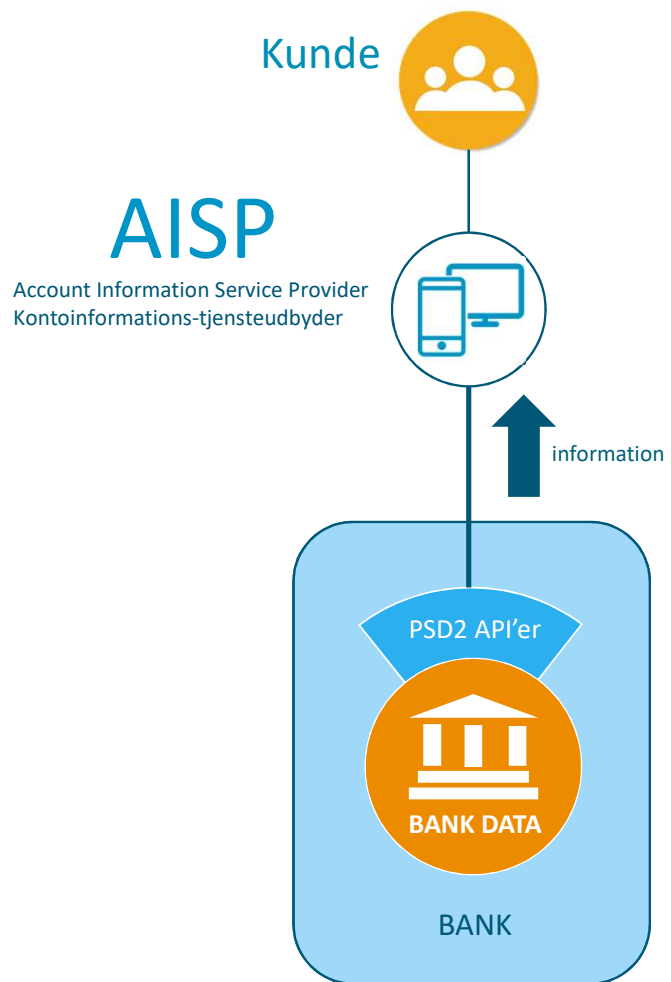 Kunde
AISP
Account Information Service Provider
Kontoinformations-tjensteudbyder
information
PSD2 API’er
BANK DATA
BANK